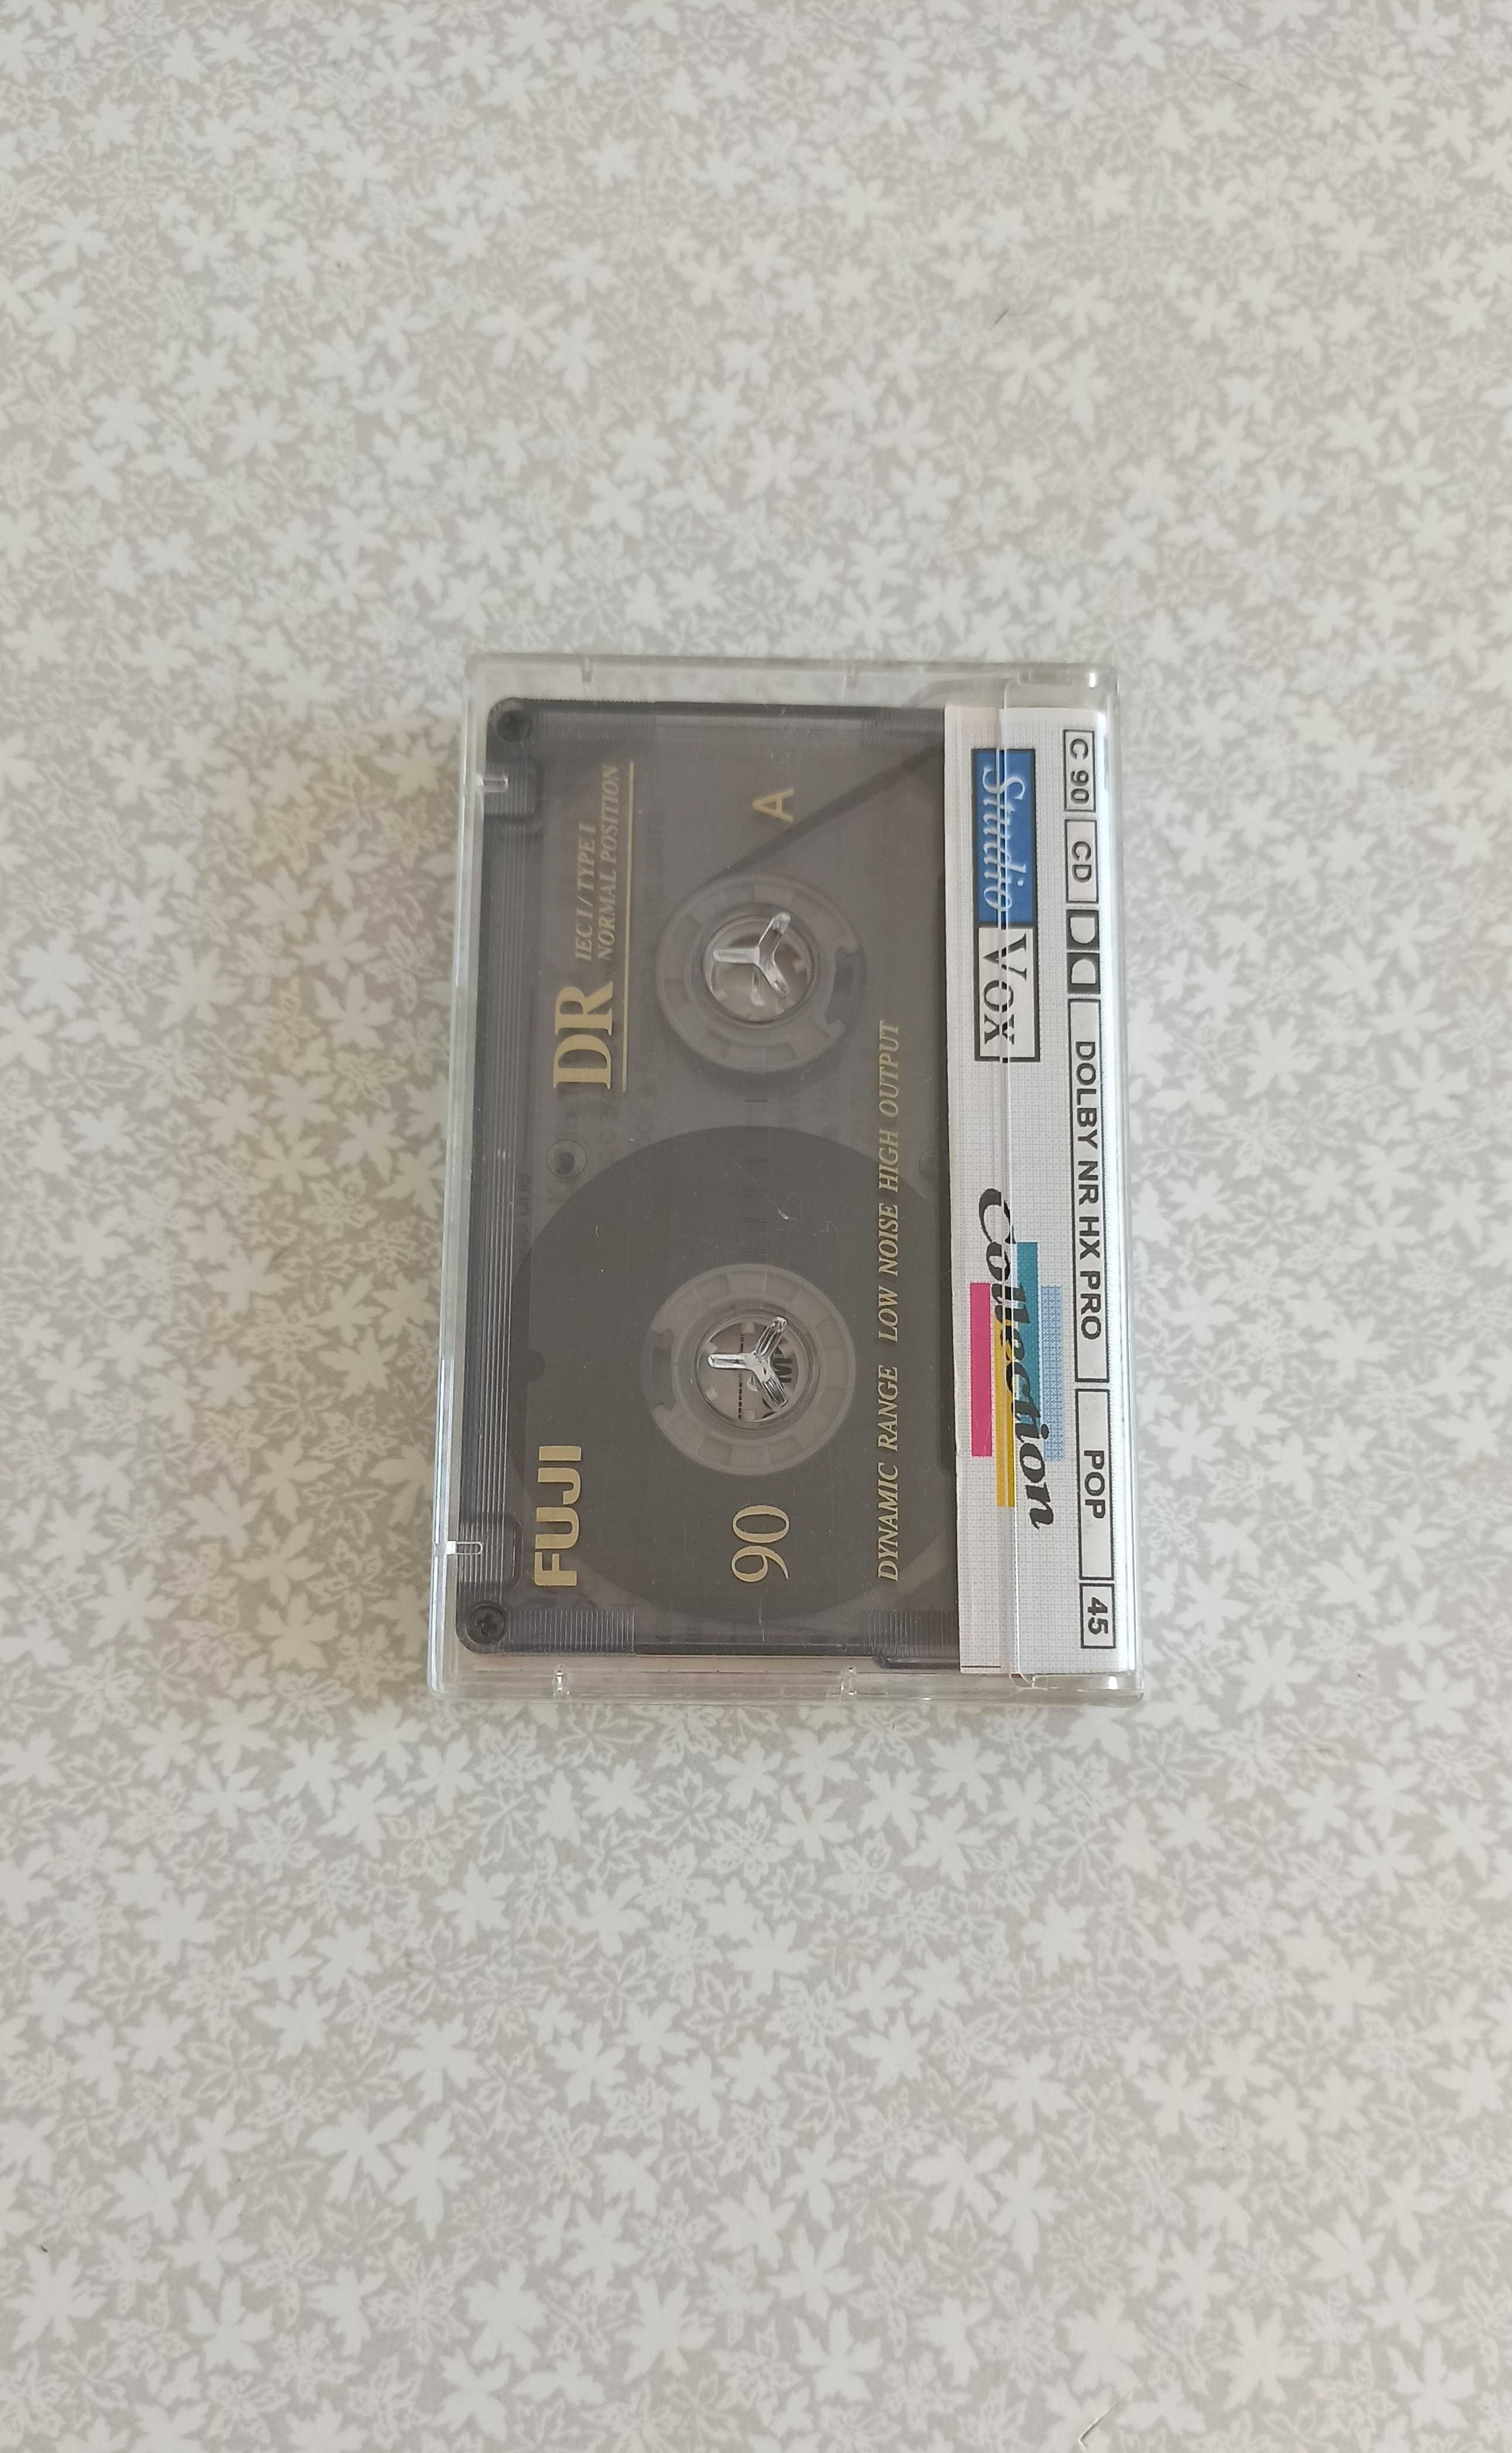 FUJI
DR
IEC I / TYPE I
NORMAL POSITION
90
A
DYNAMIC RANGE LOW NOISE HIGH OUTPUT
Studio Vox
Collection
C 90
CD
DOLBY NR HX PRO
POP
45